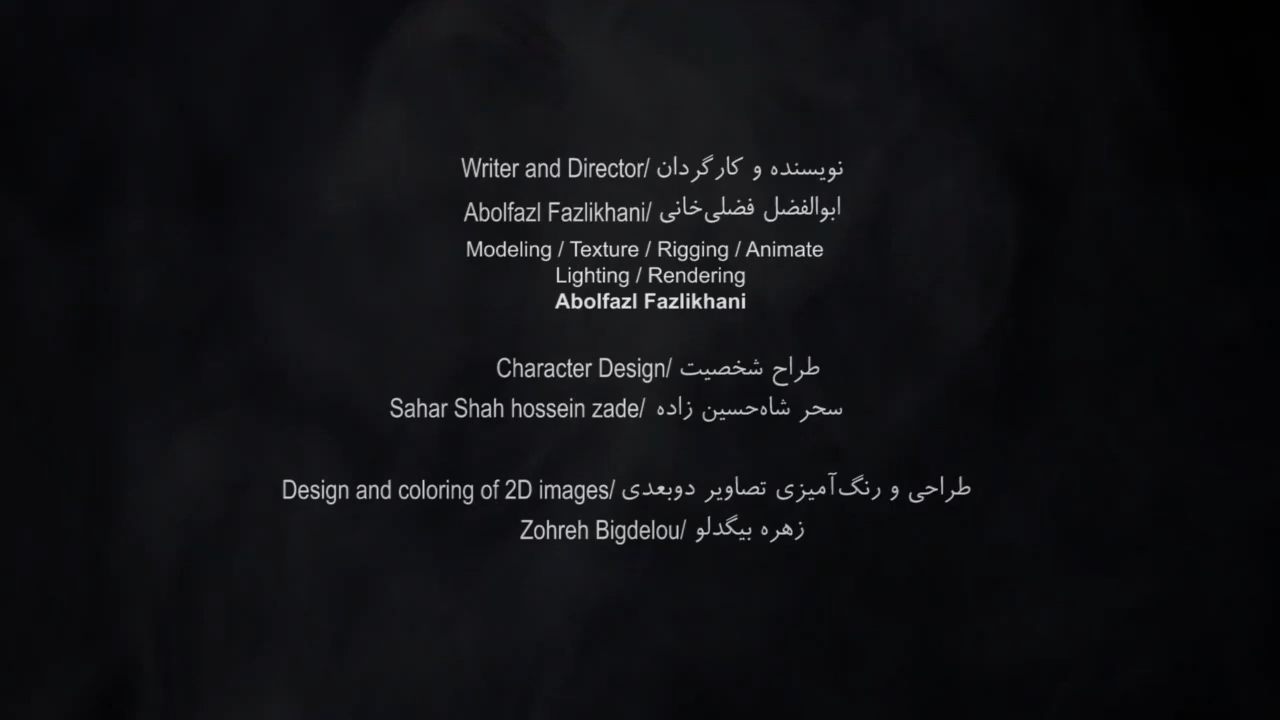 Writer and Director/ نویسنده و کارگردان
Abolfazl Fazlikhani/ ابوالفضل فضلی‌خانی
Modeling / Texture / Rigging / Animate
Lighting / Rendering
Abolfazl Fazlikhani
Character Design/ طراح شخصیت
Sahar Shah hossein zade/ سحر شاه‌حسین زاده
Design and coloring of 2D images/ طراحی و رنگ‌آمیزی تصاویر دوبعدی
Zohreh Bigdelou/ زهره بیگدلو